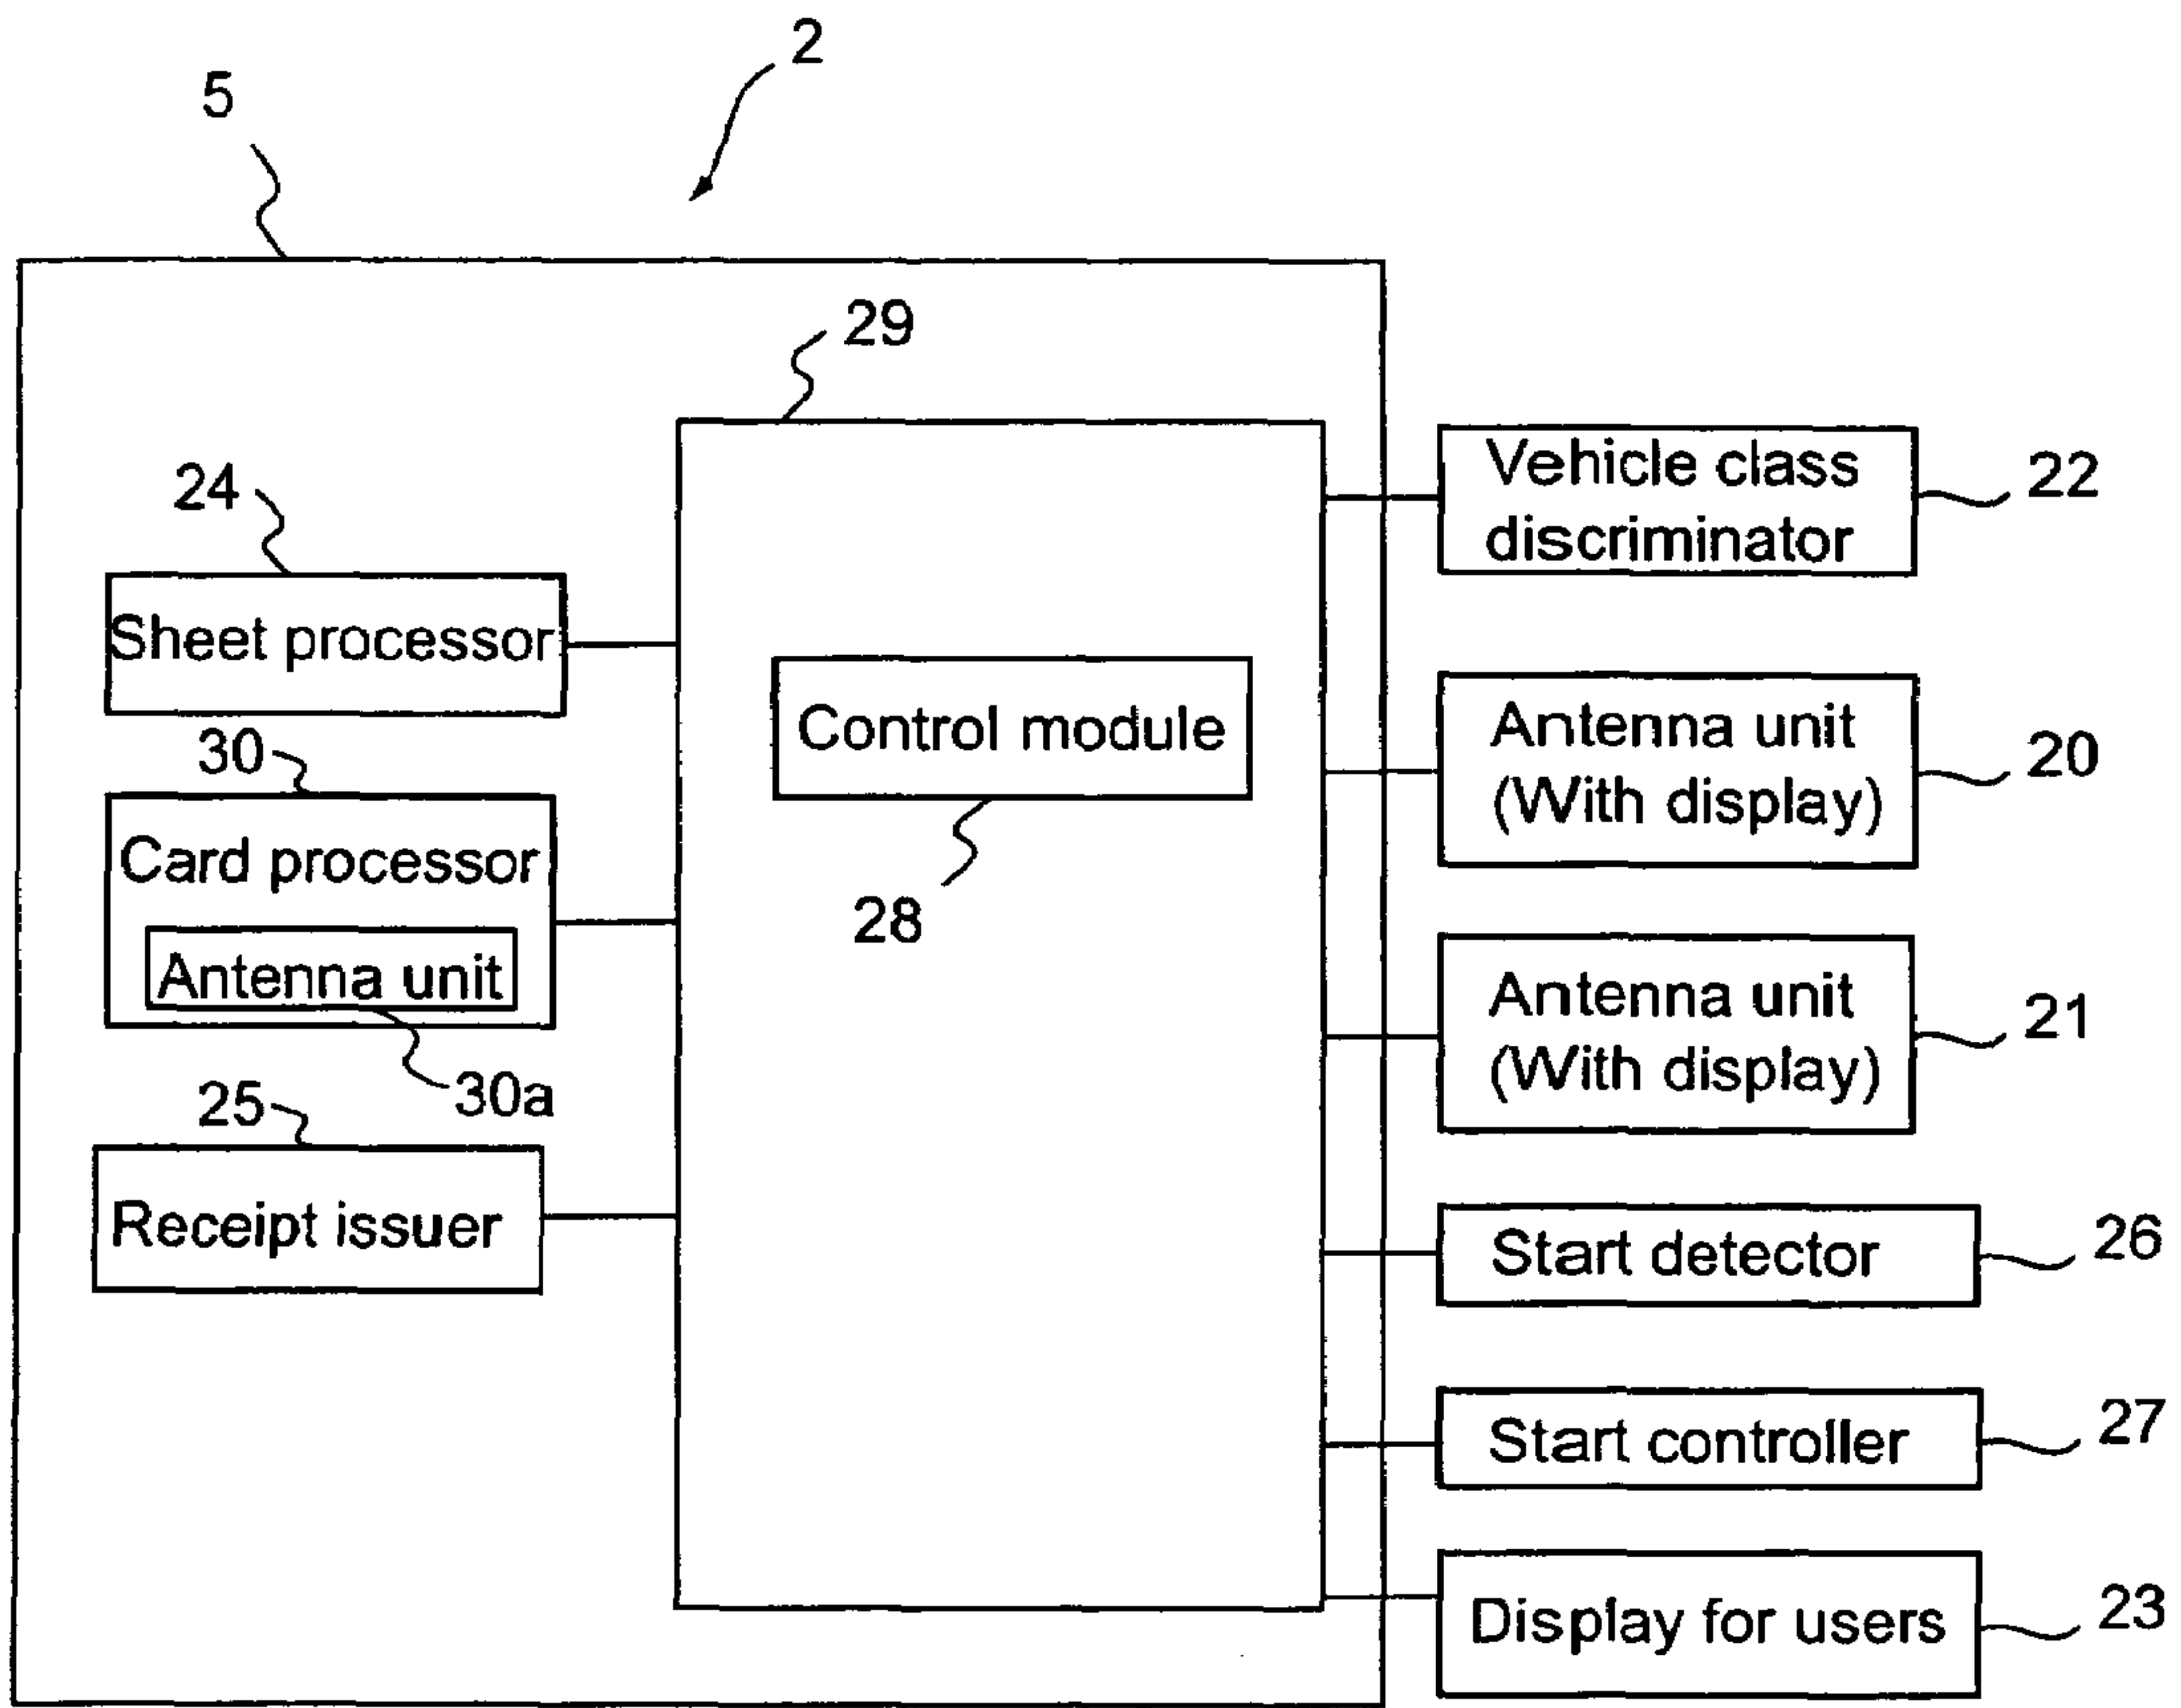 2
5
29
Vehicle class
discriminator
22
24
Sheet processor
Control module
28
Antenna unit
(With display)
20
30
Card processor
Antenna unit
30a
Antenna unit
(With display)
21
25
Receipt issuer
Start detector
26
Start controller
27
Display for users
23